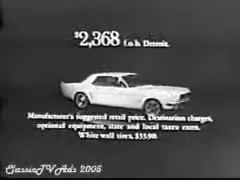 $2,368 f.o.b. Detroit.
Manufacturer's suggested retail price. Destination charges,
optional equipment, state and local taxes extra.
White wall tires, $33.90.
ClassicTVAds 2005